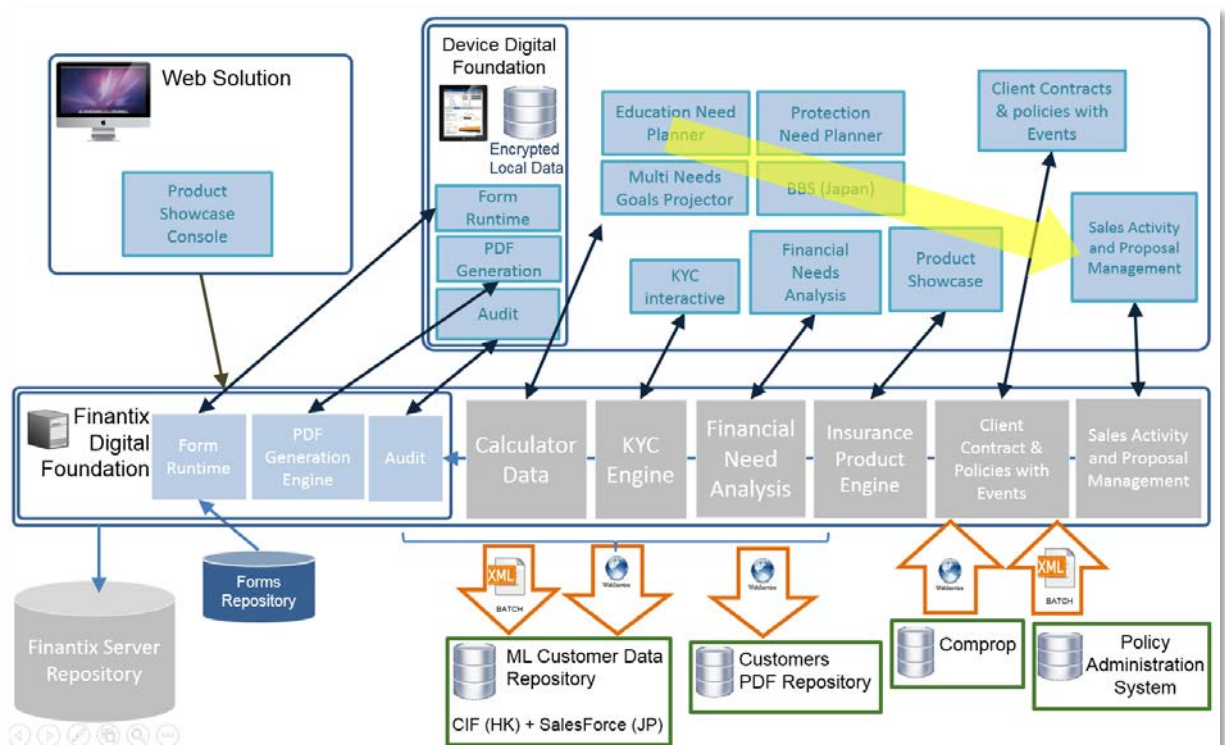 Web Solution
Product
Showcase
Console
Device Digital
Foundation
Encrypted
Local Data
Form
Runtime
PDF
Generation
Audit
Education Need
Planner
Protection
Need Planner
Multi Needs
Goals Projector
BBS (Japan)
Client Contracts
& policies with
Events
KYC
interactive
Financial
Needs
Analysis
Product
Showcase
Sales Activity
and Proposal
Management
Finantix
Digital
Foundation
Form
Runtime
PDF
Generation
Engine
Audit
Calculator
Data
KYC
Engine
Financial
Need
Analysis
Insurance
Product
Engine
Client
Contract &
Policies with
Events
Sales Activity
and Proposal
Management
Forms
Repository
Finantix Server
Repository
XML
BATCH
WebService
WebService
WebService
XML
BATCH
ML Customer Data
Repository
CIF (HK) + SalesForce (JP)
Customers
PDF Repository
Comprop
Policy
Administration
System